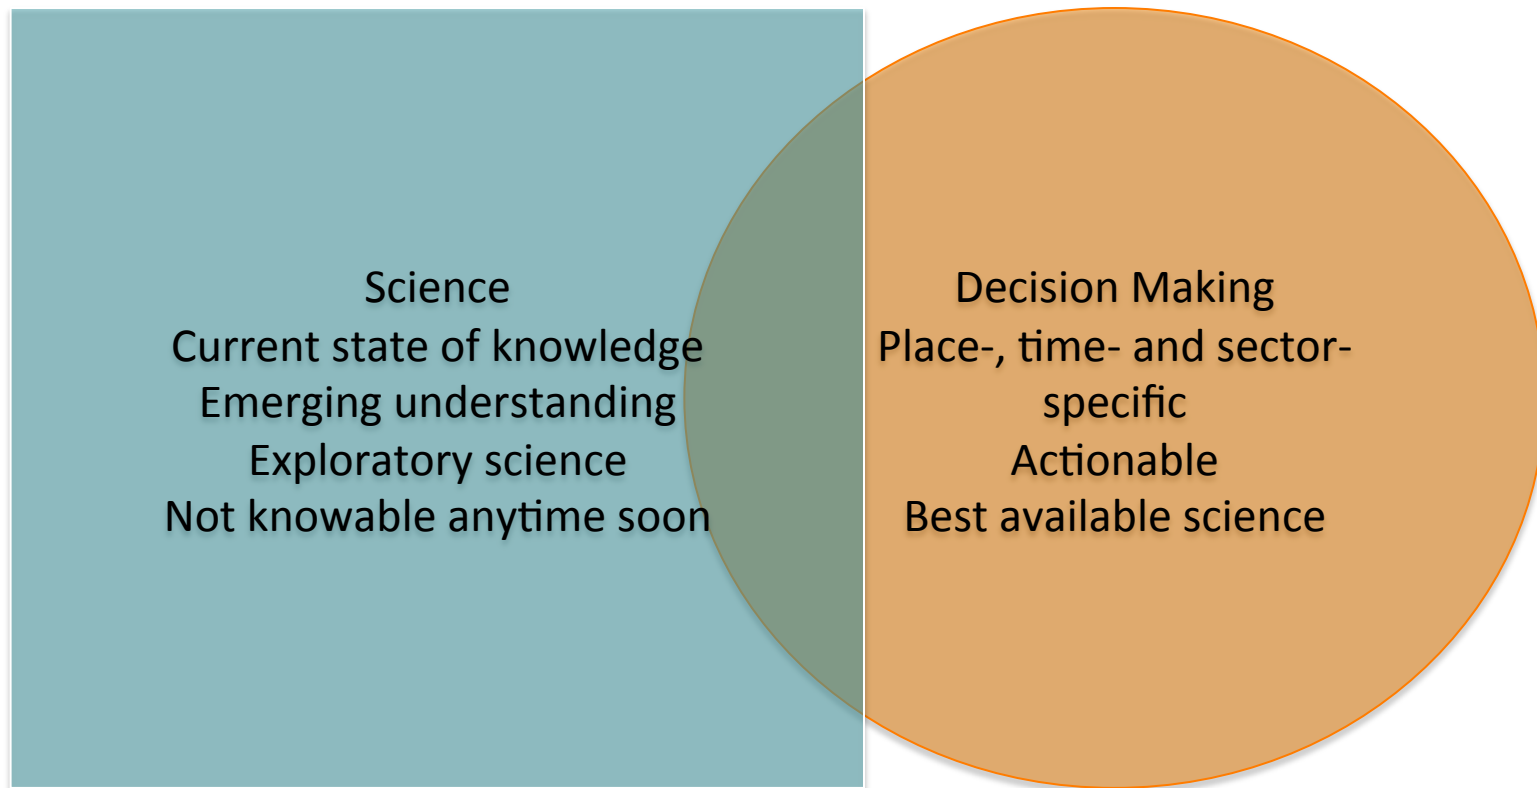 Science
Current state of knowledge
Emerging understanding
Exploratory science
Not knowable anytime soon
Decision Making
Place-, time- and sector-
specific
Actionable
Best available science